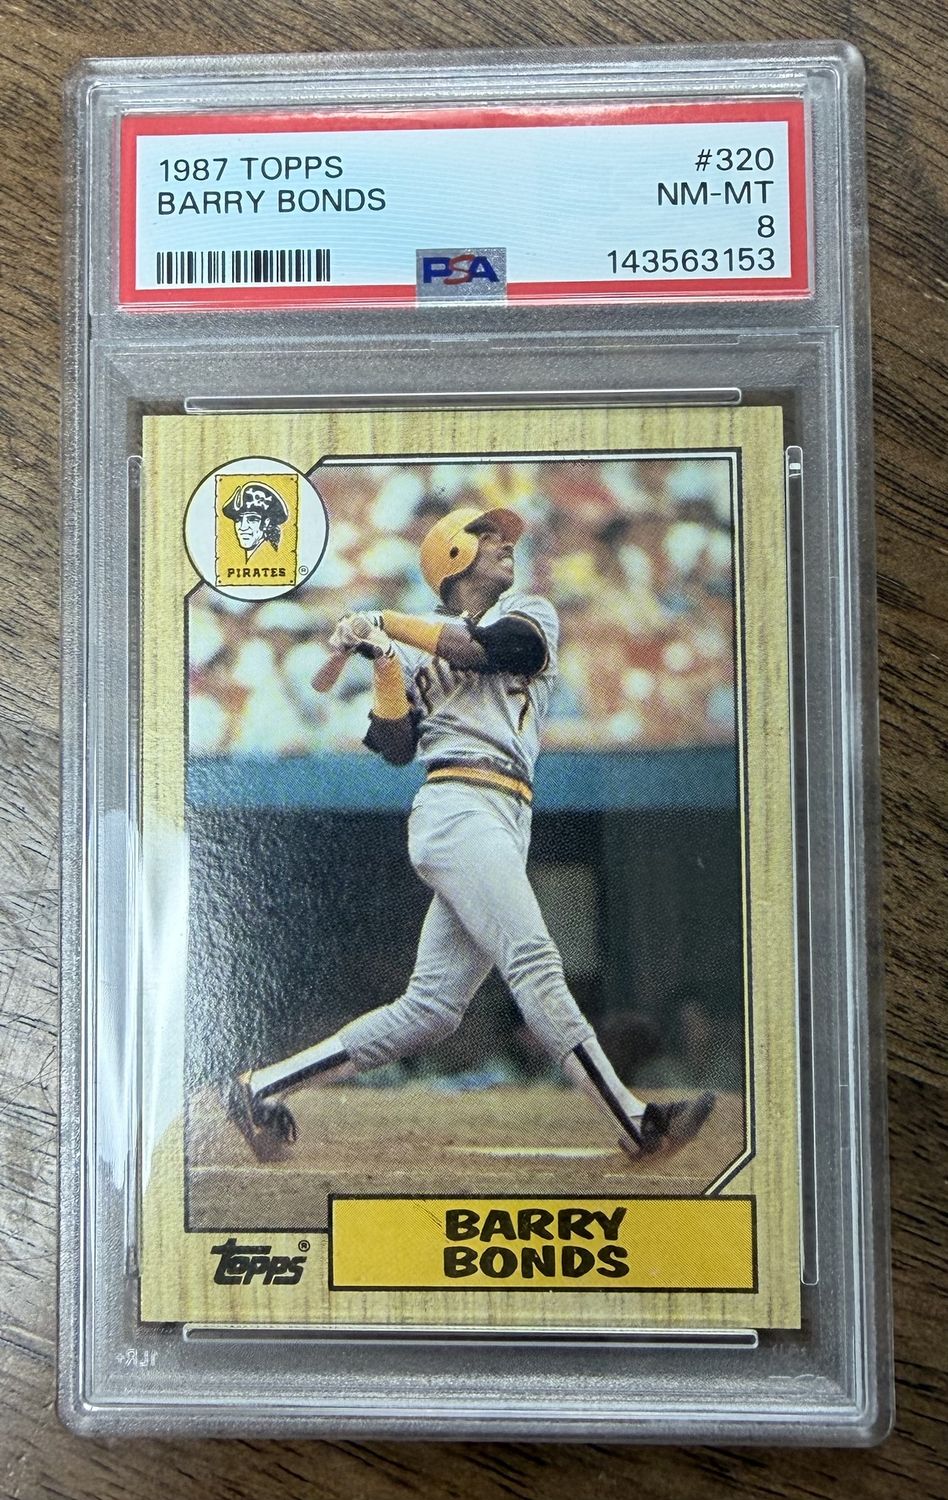 1987 TOPPS
#320
BARRY BONDS
NM-MT
8
143563153
PSA
PIRATES®
topps®
BARRY
BONDS